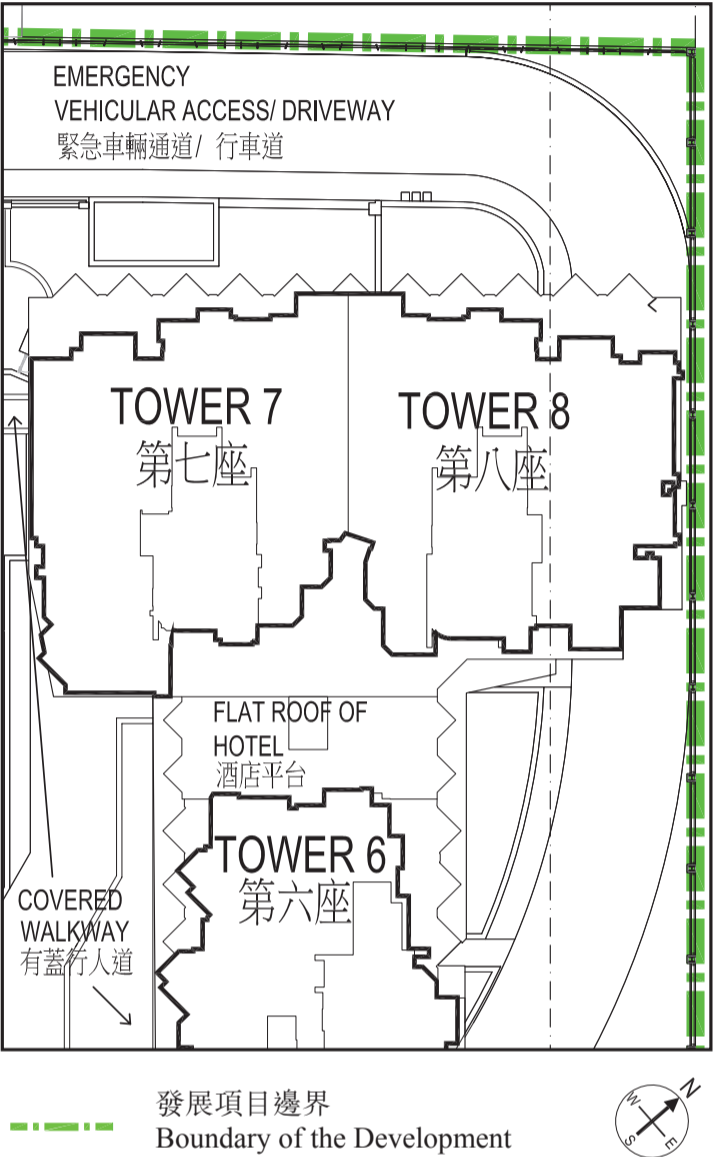 EMERGENCY
VEHICULAR ACCESS/ DRIVEWAY
緊急車輛通道/ 行車道
TOWER 7
第七座
TOWER 8
第八座
FLAT ROOF OF
HOTEL
酒店平台
TOWER 6
第六座
COVERED
WALKWAY
有蓋行人道
發展項目邊界
Boundary of the Development
N
W
E
S